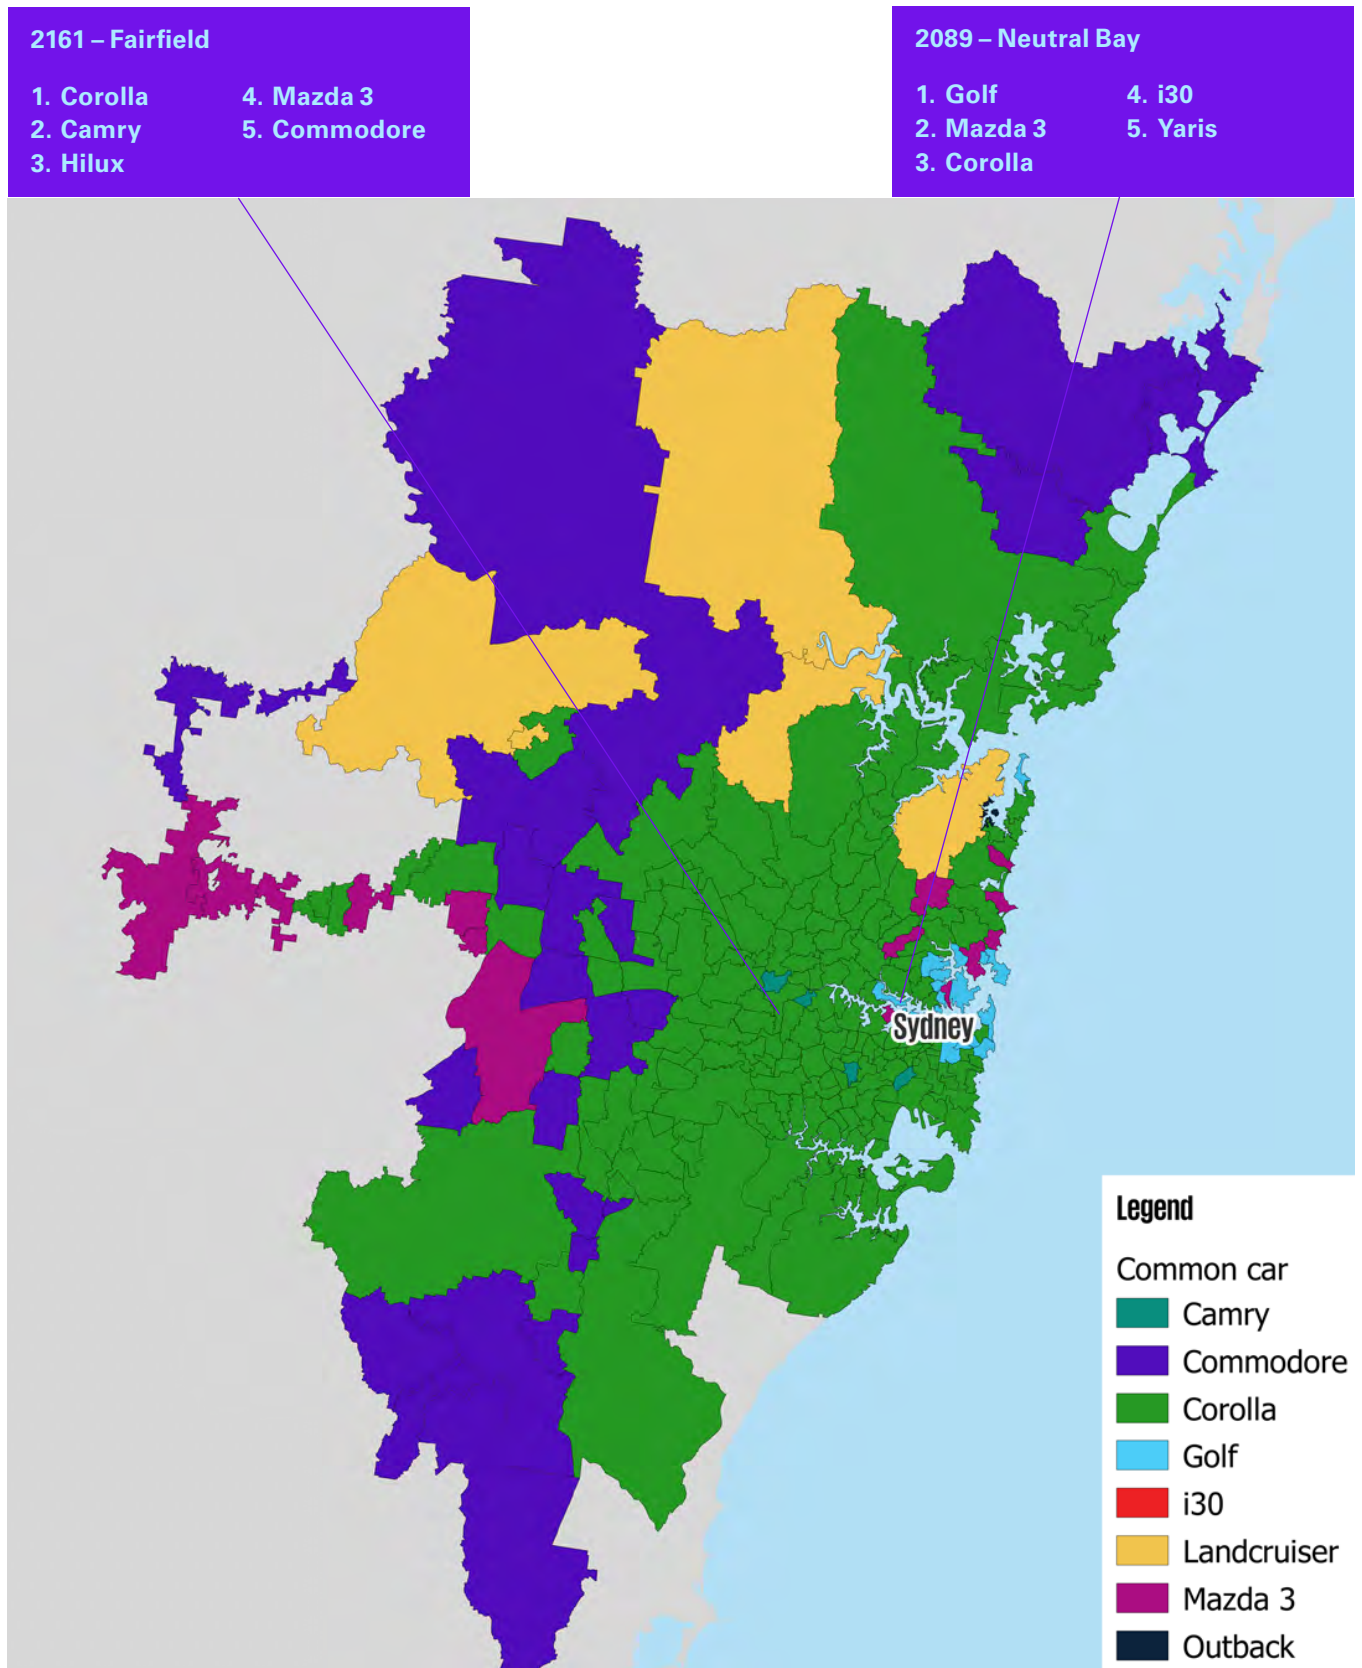 2161 – Fairfield
1. Corolla
2. Camry
3. Hilux
4. Mazda 3
5. Commodore
2089 – Neutral Bay
1. Golf
2. Mazda 3
3. Corolla
4. i30
5. Yaris
Sydney
Legend
Common car
Camry
Commodore
Corolla
Golf
i30
Landcruiser
Mazda 3
Outback